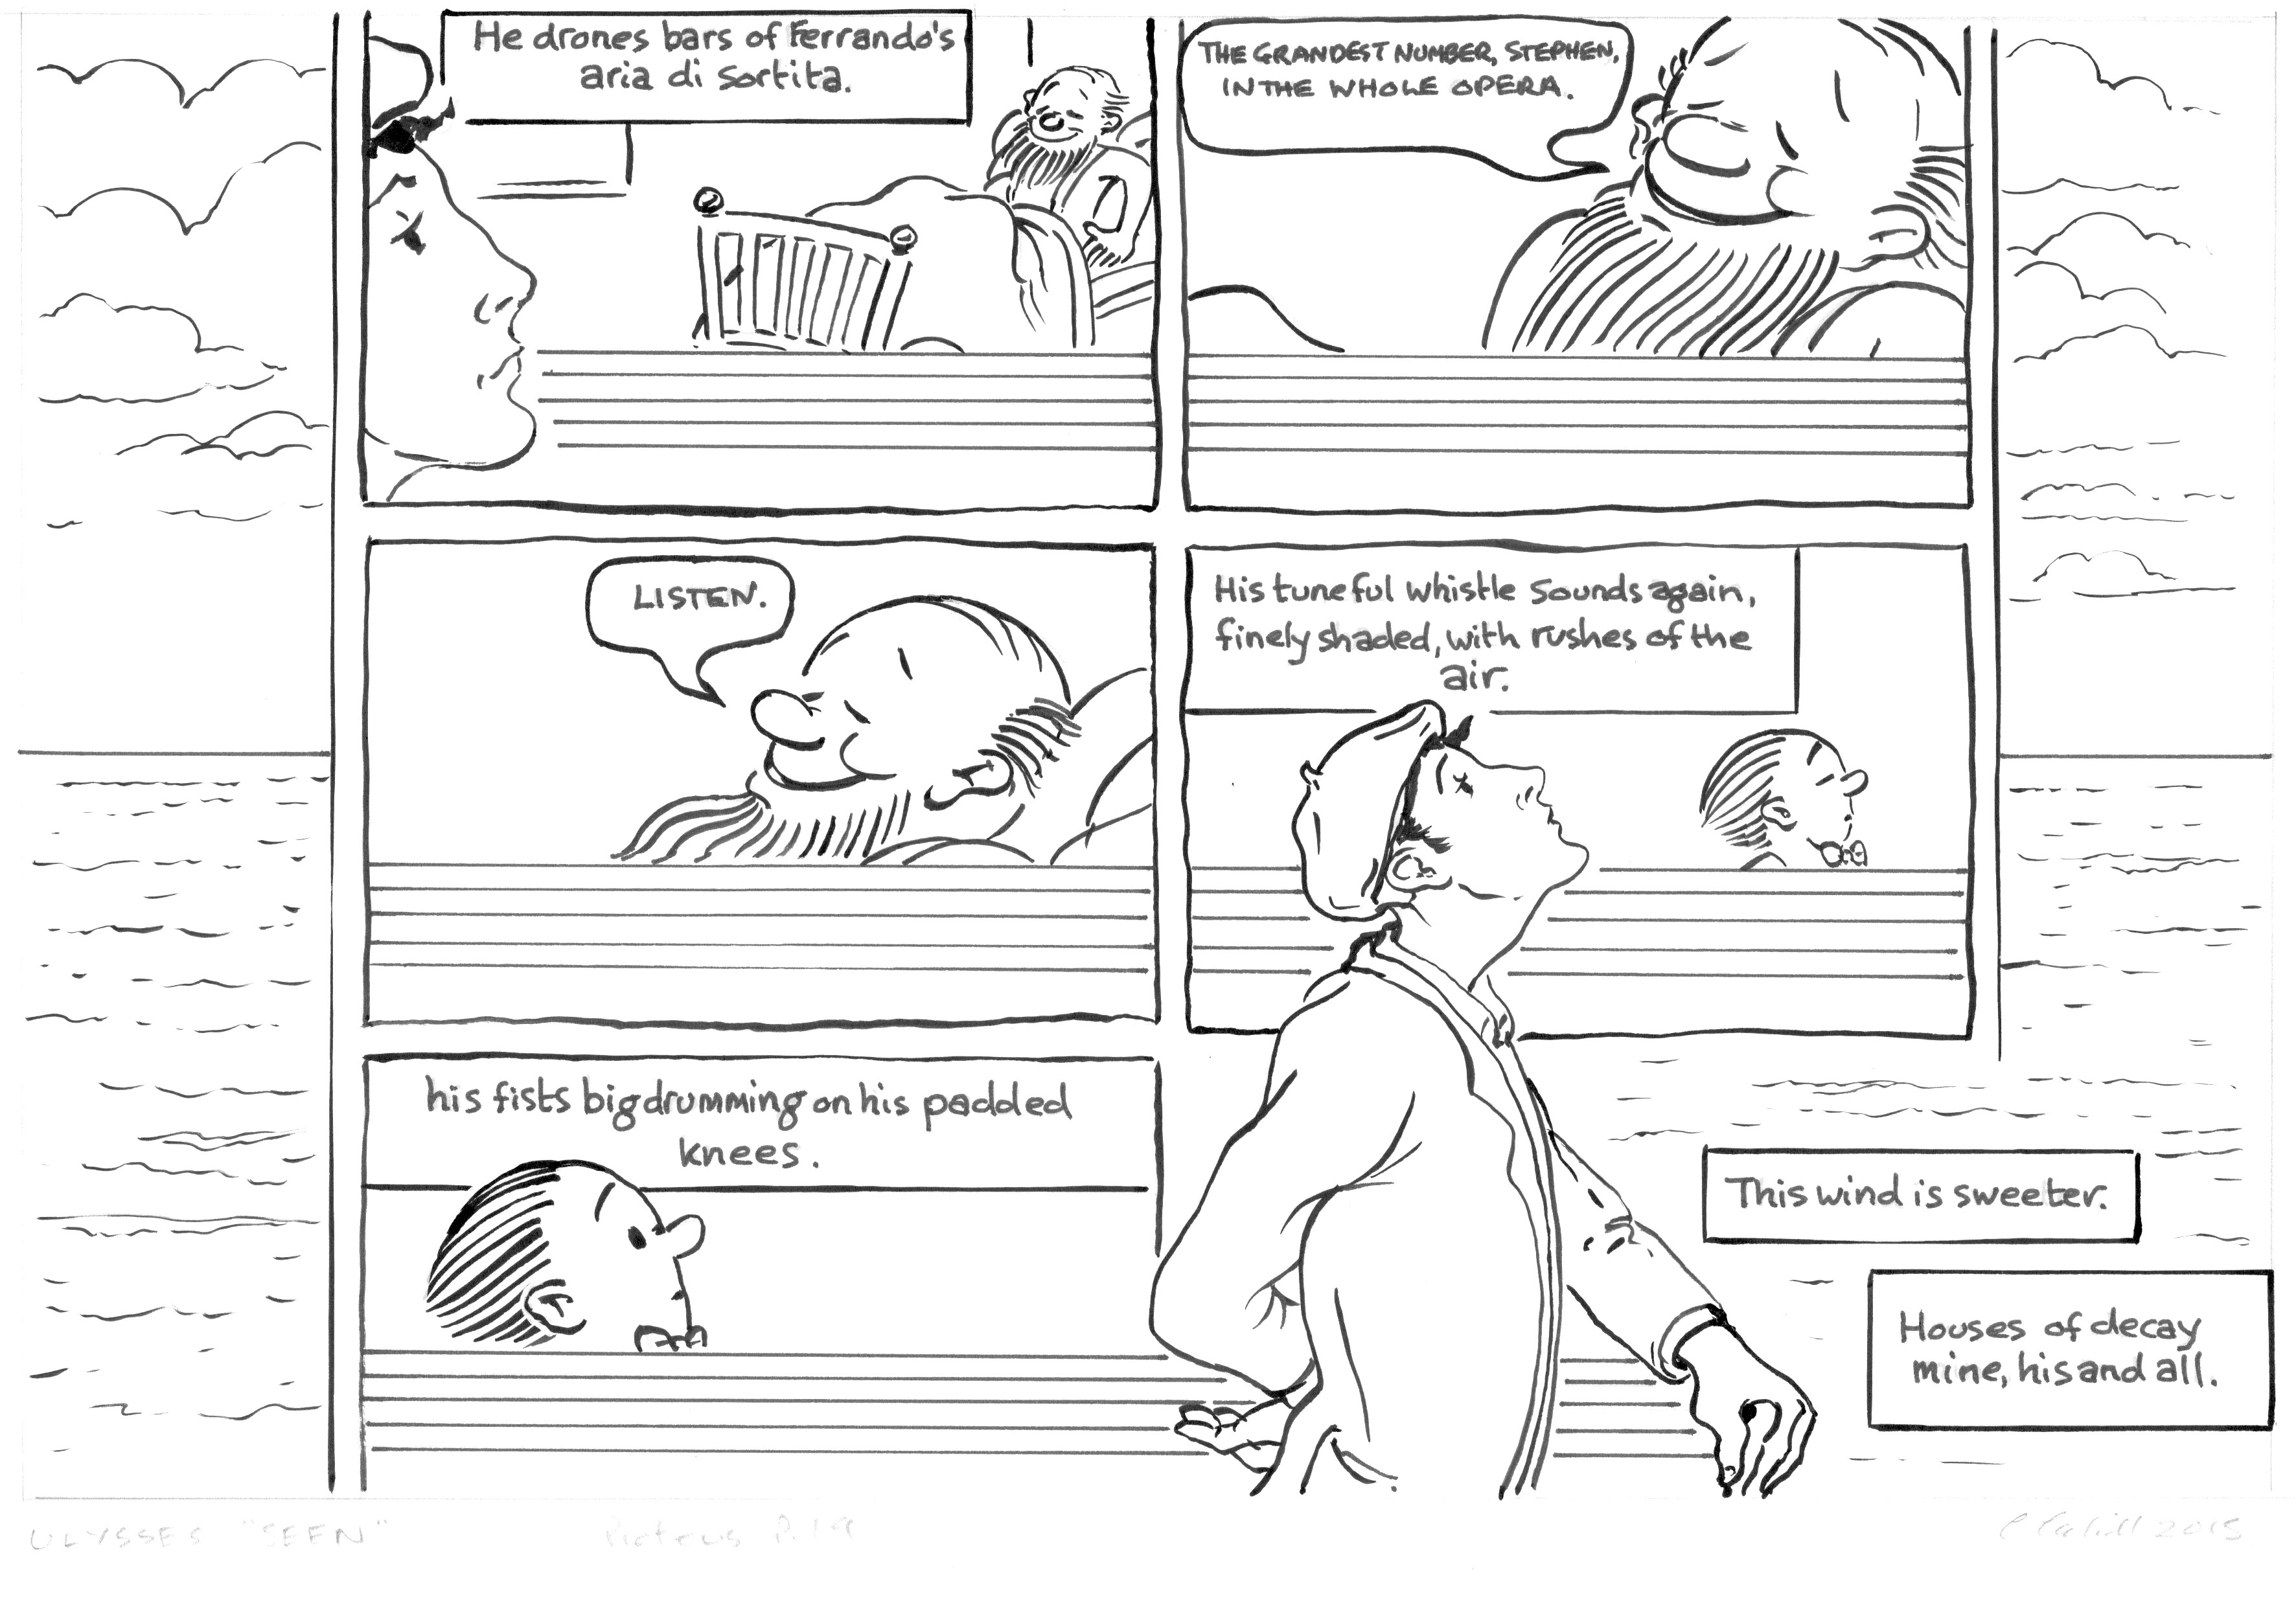 He drones bars of Ferrando's
aria di sortita.
THE GRANDEST NUMBER, STEPHEN,
IN THE WHOLE OPERA.
LISTEN.
His tuneful whistle sounds again,
finely shaded, with rushes of the
air.
his fists bigdrumming on his padded
knees.
This wind is sweeter.
Houses of decay
mine, his and all.
ULYSSES "SEEN"
Proteus P.19
2015